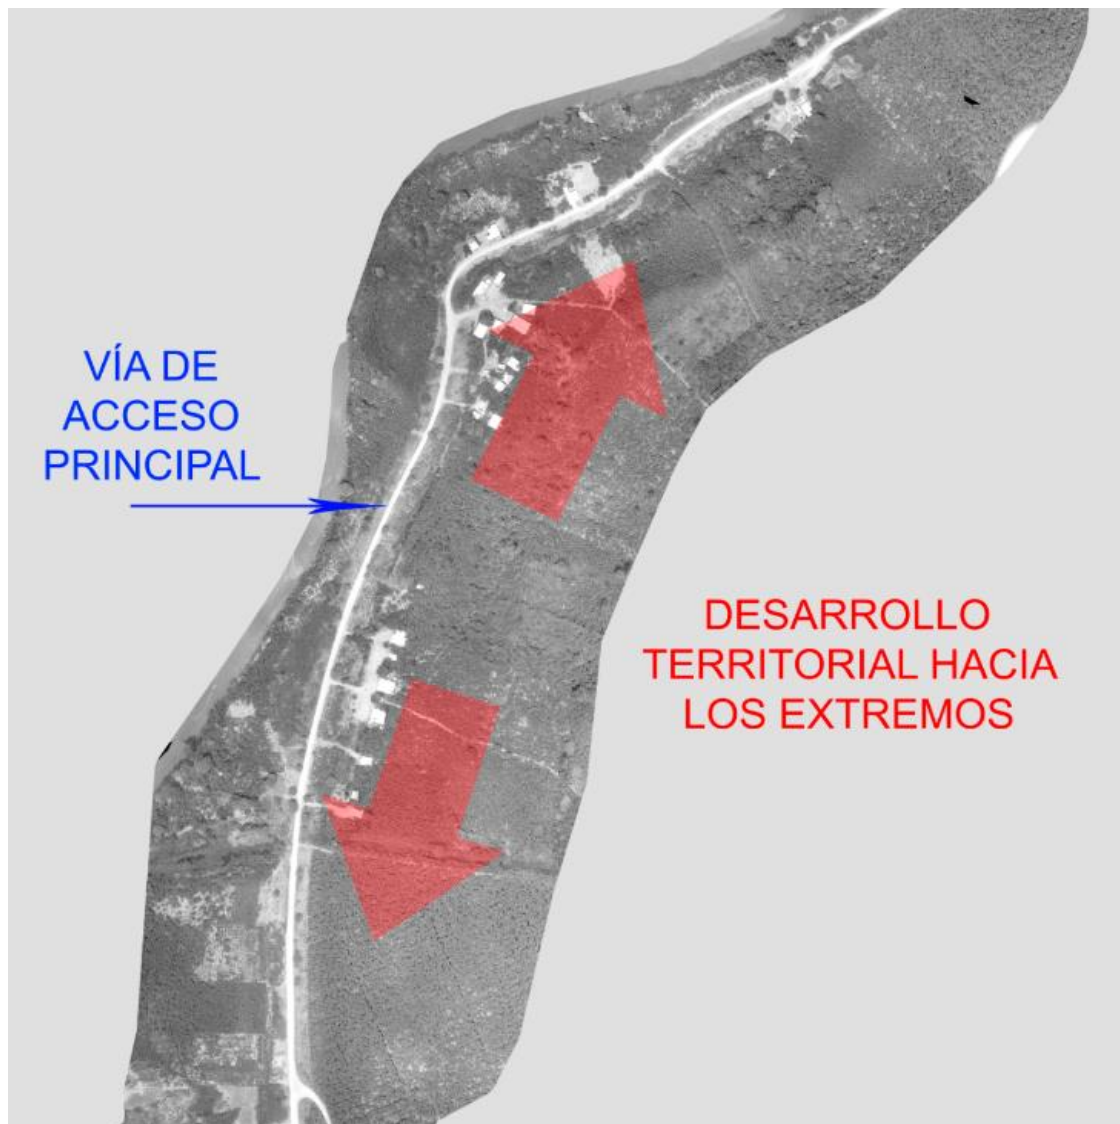 VÍA DE
ACCESO
PRINCIPAL
DESARROLLO
TERRITORIAL HACIA
LOS EXTREMOS